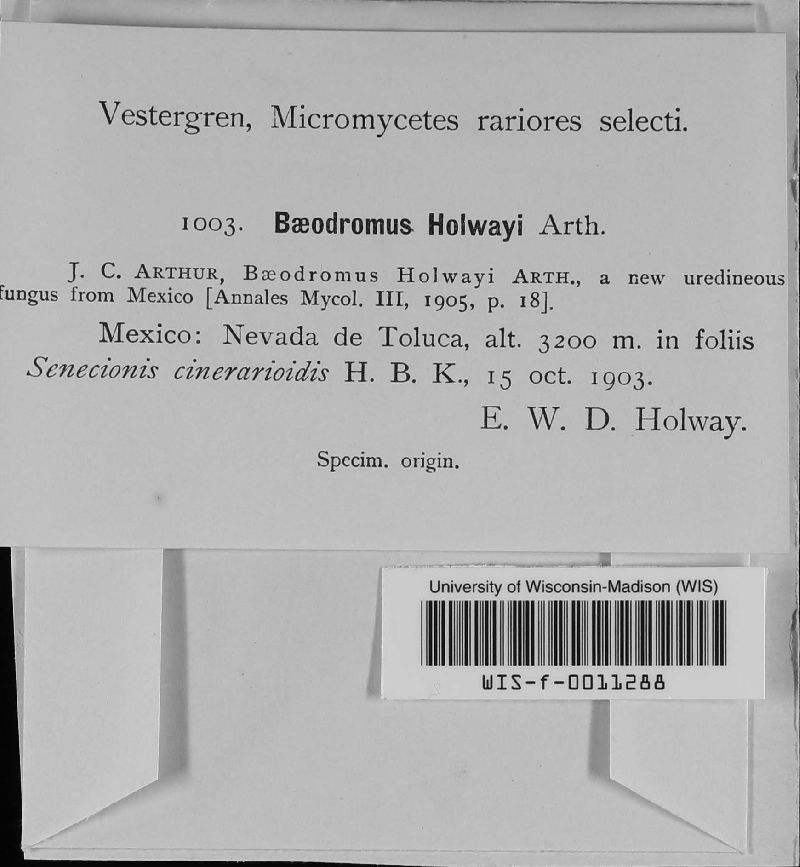 Vestergren, Micromycetes rariores selecti.
1003. Bæodromus Holwayi Arth.
J. C. ARTHUR, Bæodromus Holwayi ARTH., a new uredineous
fungus from Mexico [Annales Mycol. III, 1905, p. 18].
Mexico: Nevada de Toluca, alt. 3200 m. in foliis
Senecionis cinerarioidis H. B. K., 15 oct. 1903.
E. W. D. Holway.
Specim. origin.
University of Wisconsin-Madison (WIS)
WIS-f-0011288